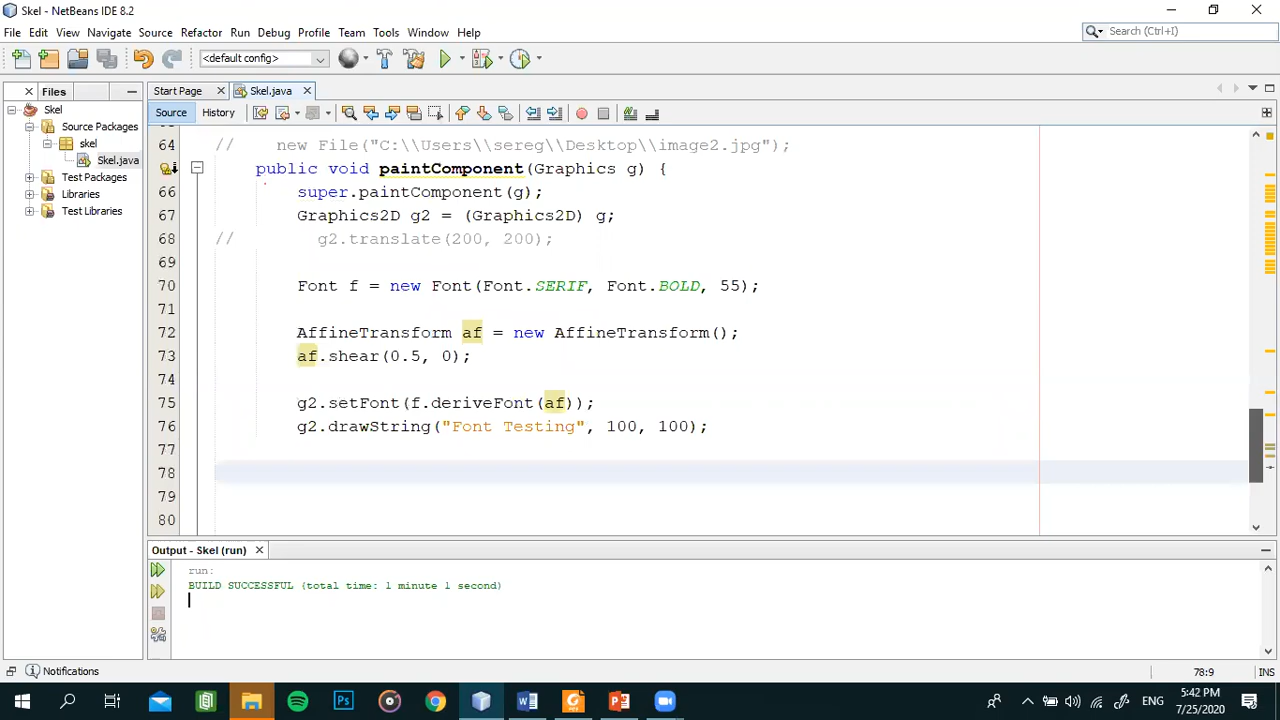 Skel - NetBeans IDE 8.2
File Edit View Navigate Source Refactor Run Debug Profile Team Tools Window Help
Search (Ctrl+I)
<default config>
Files
Start Page
Skel.java
Skel
Source Packages
skel
Skel.java
Test Packages
Libraries
Test Libraries
Source History
64 //    new File("C:\\Users\\sereg\\Desktop\\image2.jpg");
public void paintComponent(Graphics g) {
66 super.paintComponent(g);
67 Graphics2D g2 = (Graphics2D) g;
68 //        g2.translate(200, 200);
69
70 Font f = new Font(Font.SERIF, Font.BOLD, 55);
71
72 AffineTransform af = new AffineTransform();
73 af.shear(0.5, 0);
74
75 g2.setFont(f.deriveFont(af));
76 g2.drawString("Font Testing", 100, 100);
77
78
79
80
Output - Skel (run)
run:
BUILD SUCCESSFUL (total time: 1 minute 1 second)
Notifications
78:9
INS
ENG
5:42 PM
7/25/2020